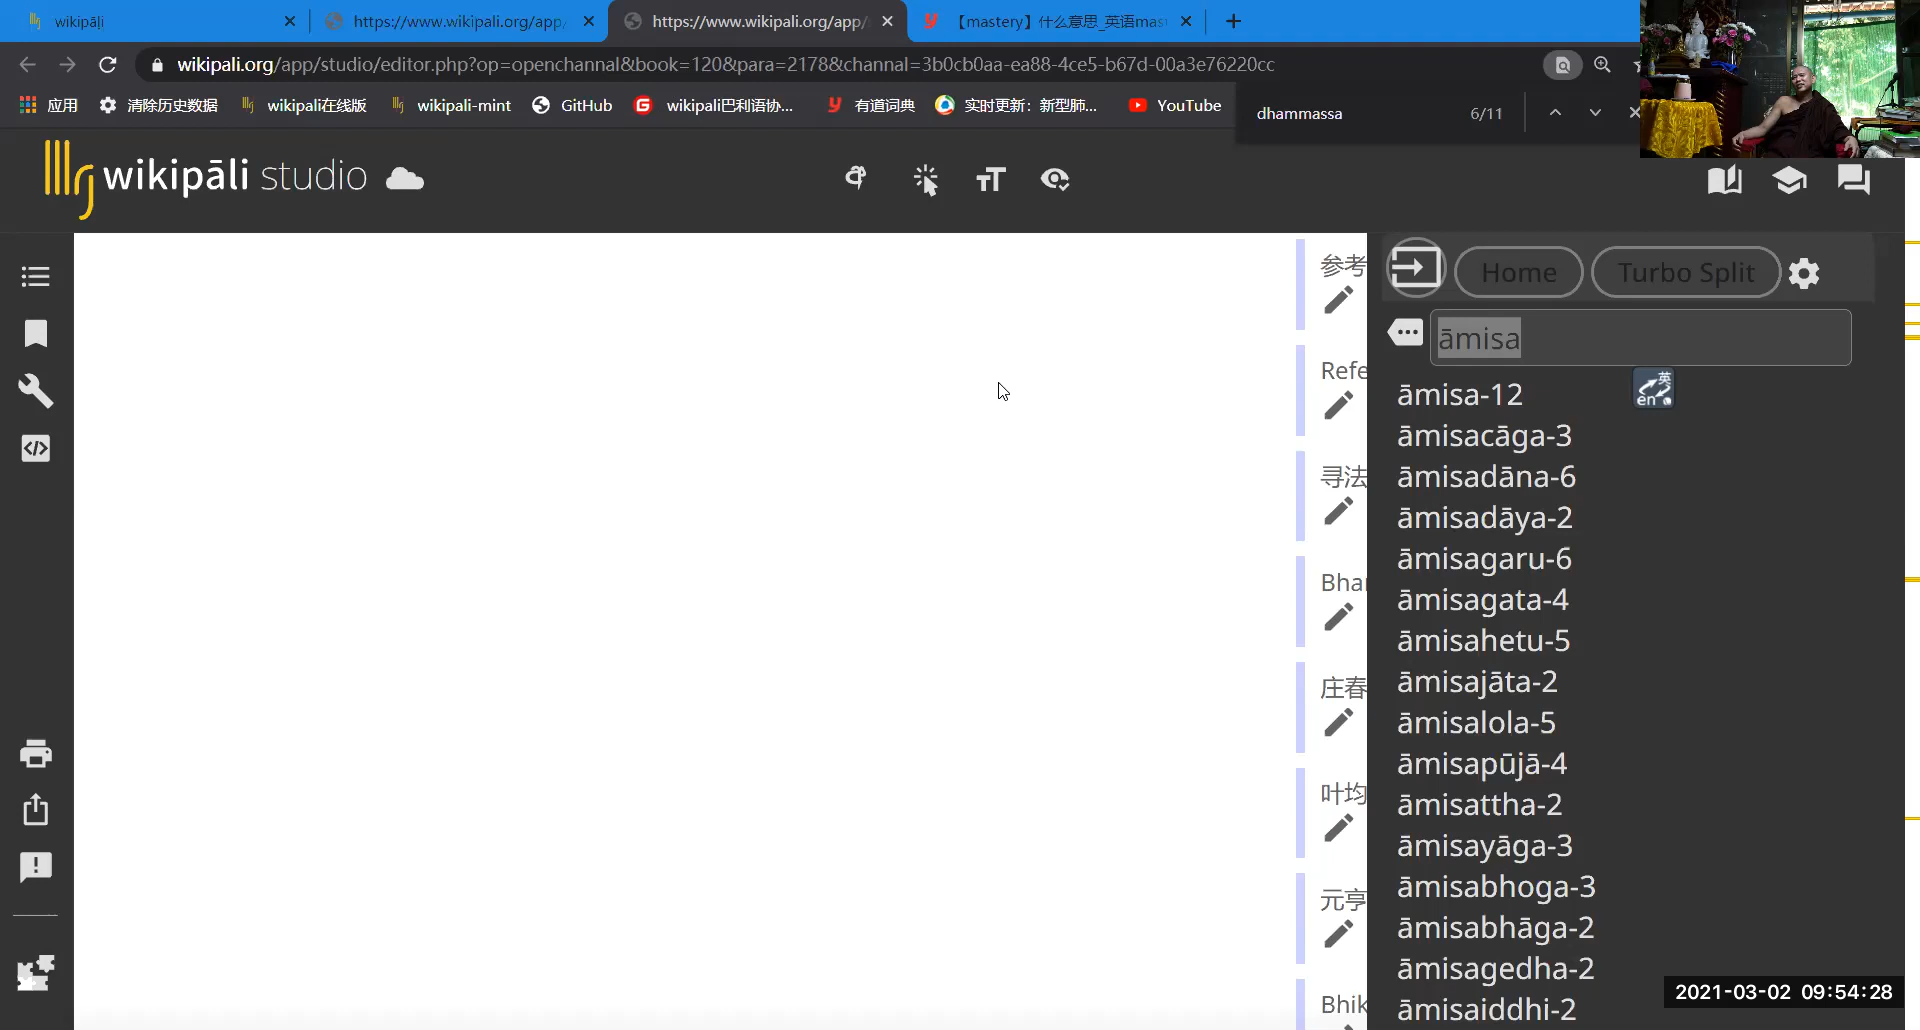 wikipāḷi
https://www.wikipali.org/app/
https://www.wikipali.org/app/
【mastery】什么意思_英语mas
wikipali.org/app/studio/editor.php?op=openchannal&book=120&para=2178&channal=3b0cb0aa-ea88-4ce5-b67d-00a3e76220cc
应用
清除历史数据
wikipali在线版
wikipali-mint
GitHub
wikipali巴利语协...
有道词典
实时更新：新型肺...
YouTube
dhammassa
6/11
wikipāli studio
Home
Turbo Split
āmisa
英
en
āmisa-12
āmisacāga-3
āmisadāna-6
āmisadāya-2
āmisagaru-6
āmisagata-4
āmisahetu-5
āmisajāta-2
āmisalola-5
āmisapūjā-4
āmisattha-2
āmisayāga-3
āmisabhoga-3
āmisabhāga-2
āmisagedha-2
āmisaiddhi-2
参考
Refe
寻法
Bhar
庄春
叶均
元亨
Bhik
2021-03-02 09:54:28